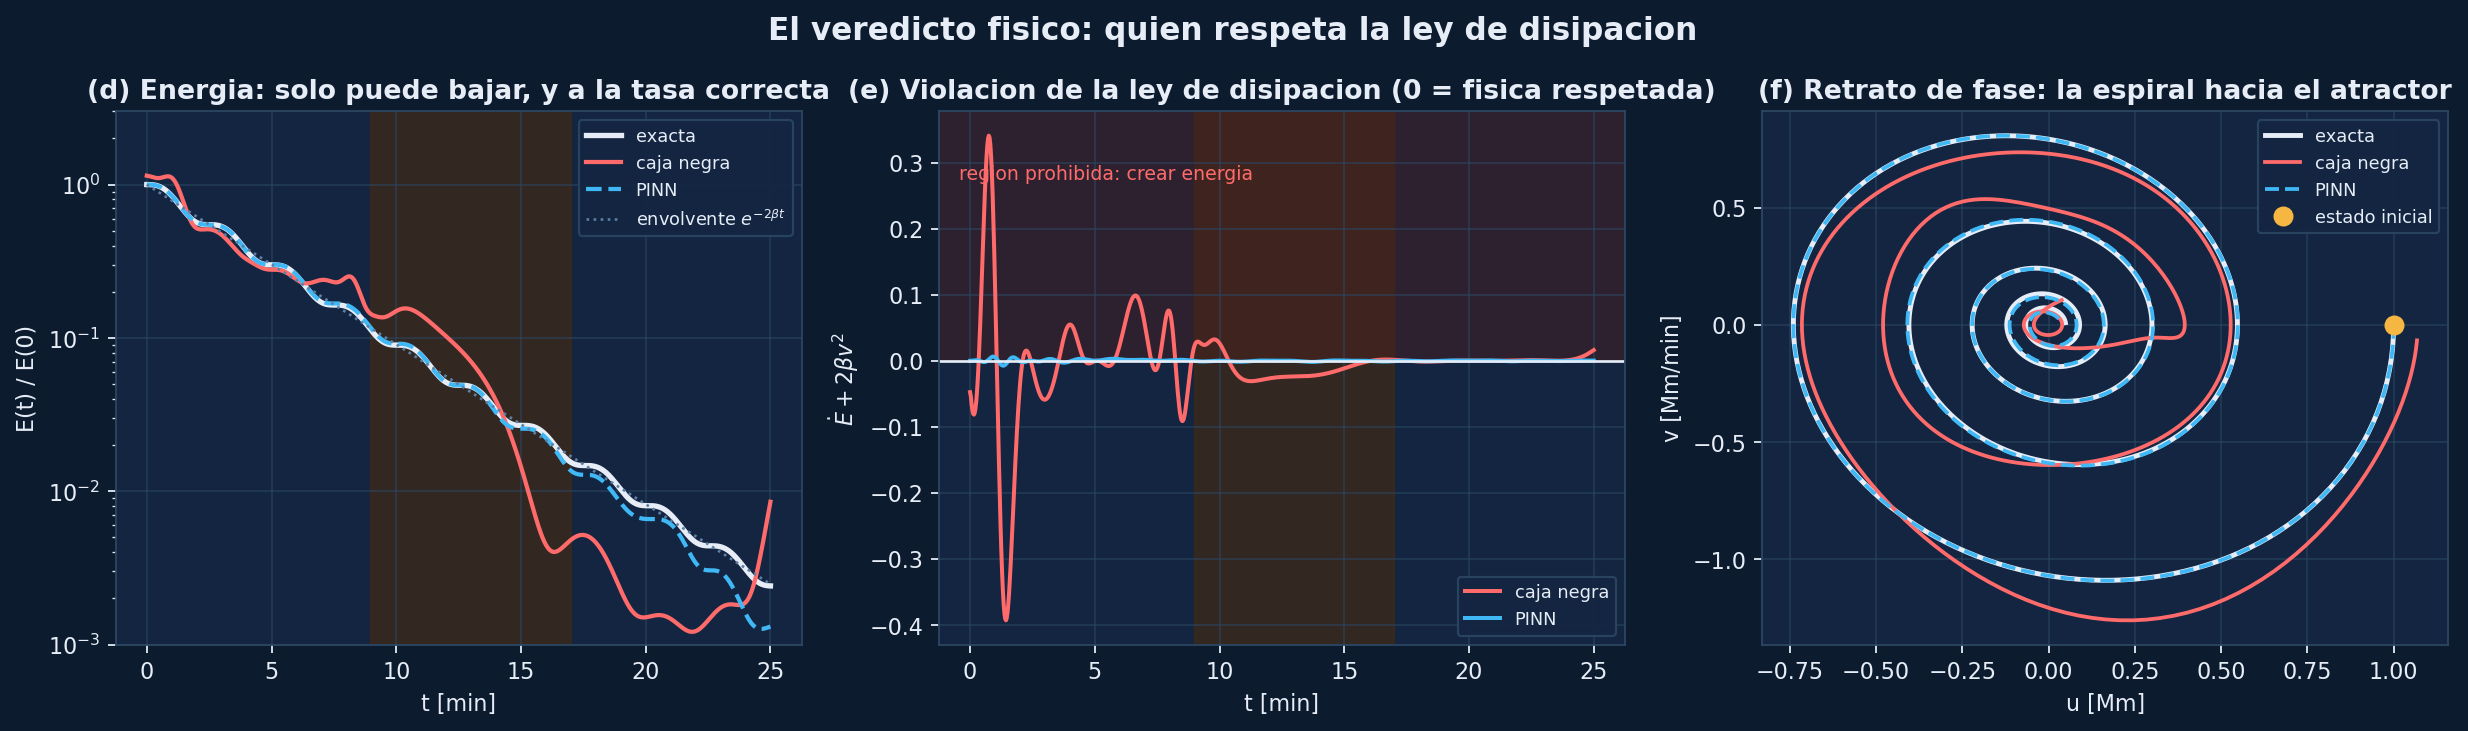 El veredicto fisico: quien respeta la ley de disipacion
(d) Energia: solo puede bajar, y a la tasa correcta
E(t) / E(0)
10⁰
10⁻¹
10⁻²
10⁻³
exacta
caja negra
PINN
envolvente e^{-2βt}
0 5 10 15 20 25
t [min]
(e) Violacion de la ley de disipacion (0 = fisica respetada)
Ė + 2βv²
0.3
0.2
0.1
0.0
−0.1
−0.2
−0.3
−0.4
region prohibida: crear energia
caja negra
PINN
0 5 10 15 20 25
t [min]
(f) Retrato de fase: la espiral hacia el atractor
v [Mm/min]
0.5
0.0
−0.5
−1.0
exacta
caja negra
PINN
estado inicial
−0.75 −0.50 −0.25 0.00 0.25 0.50 0.75 1.00
u [Mm]